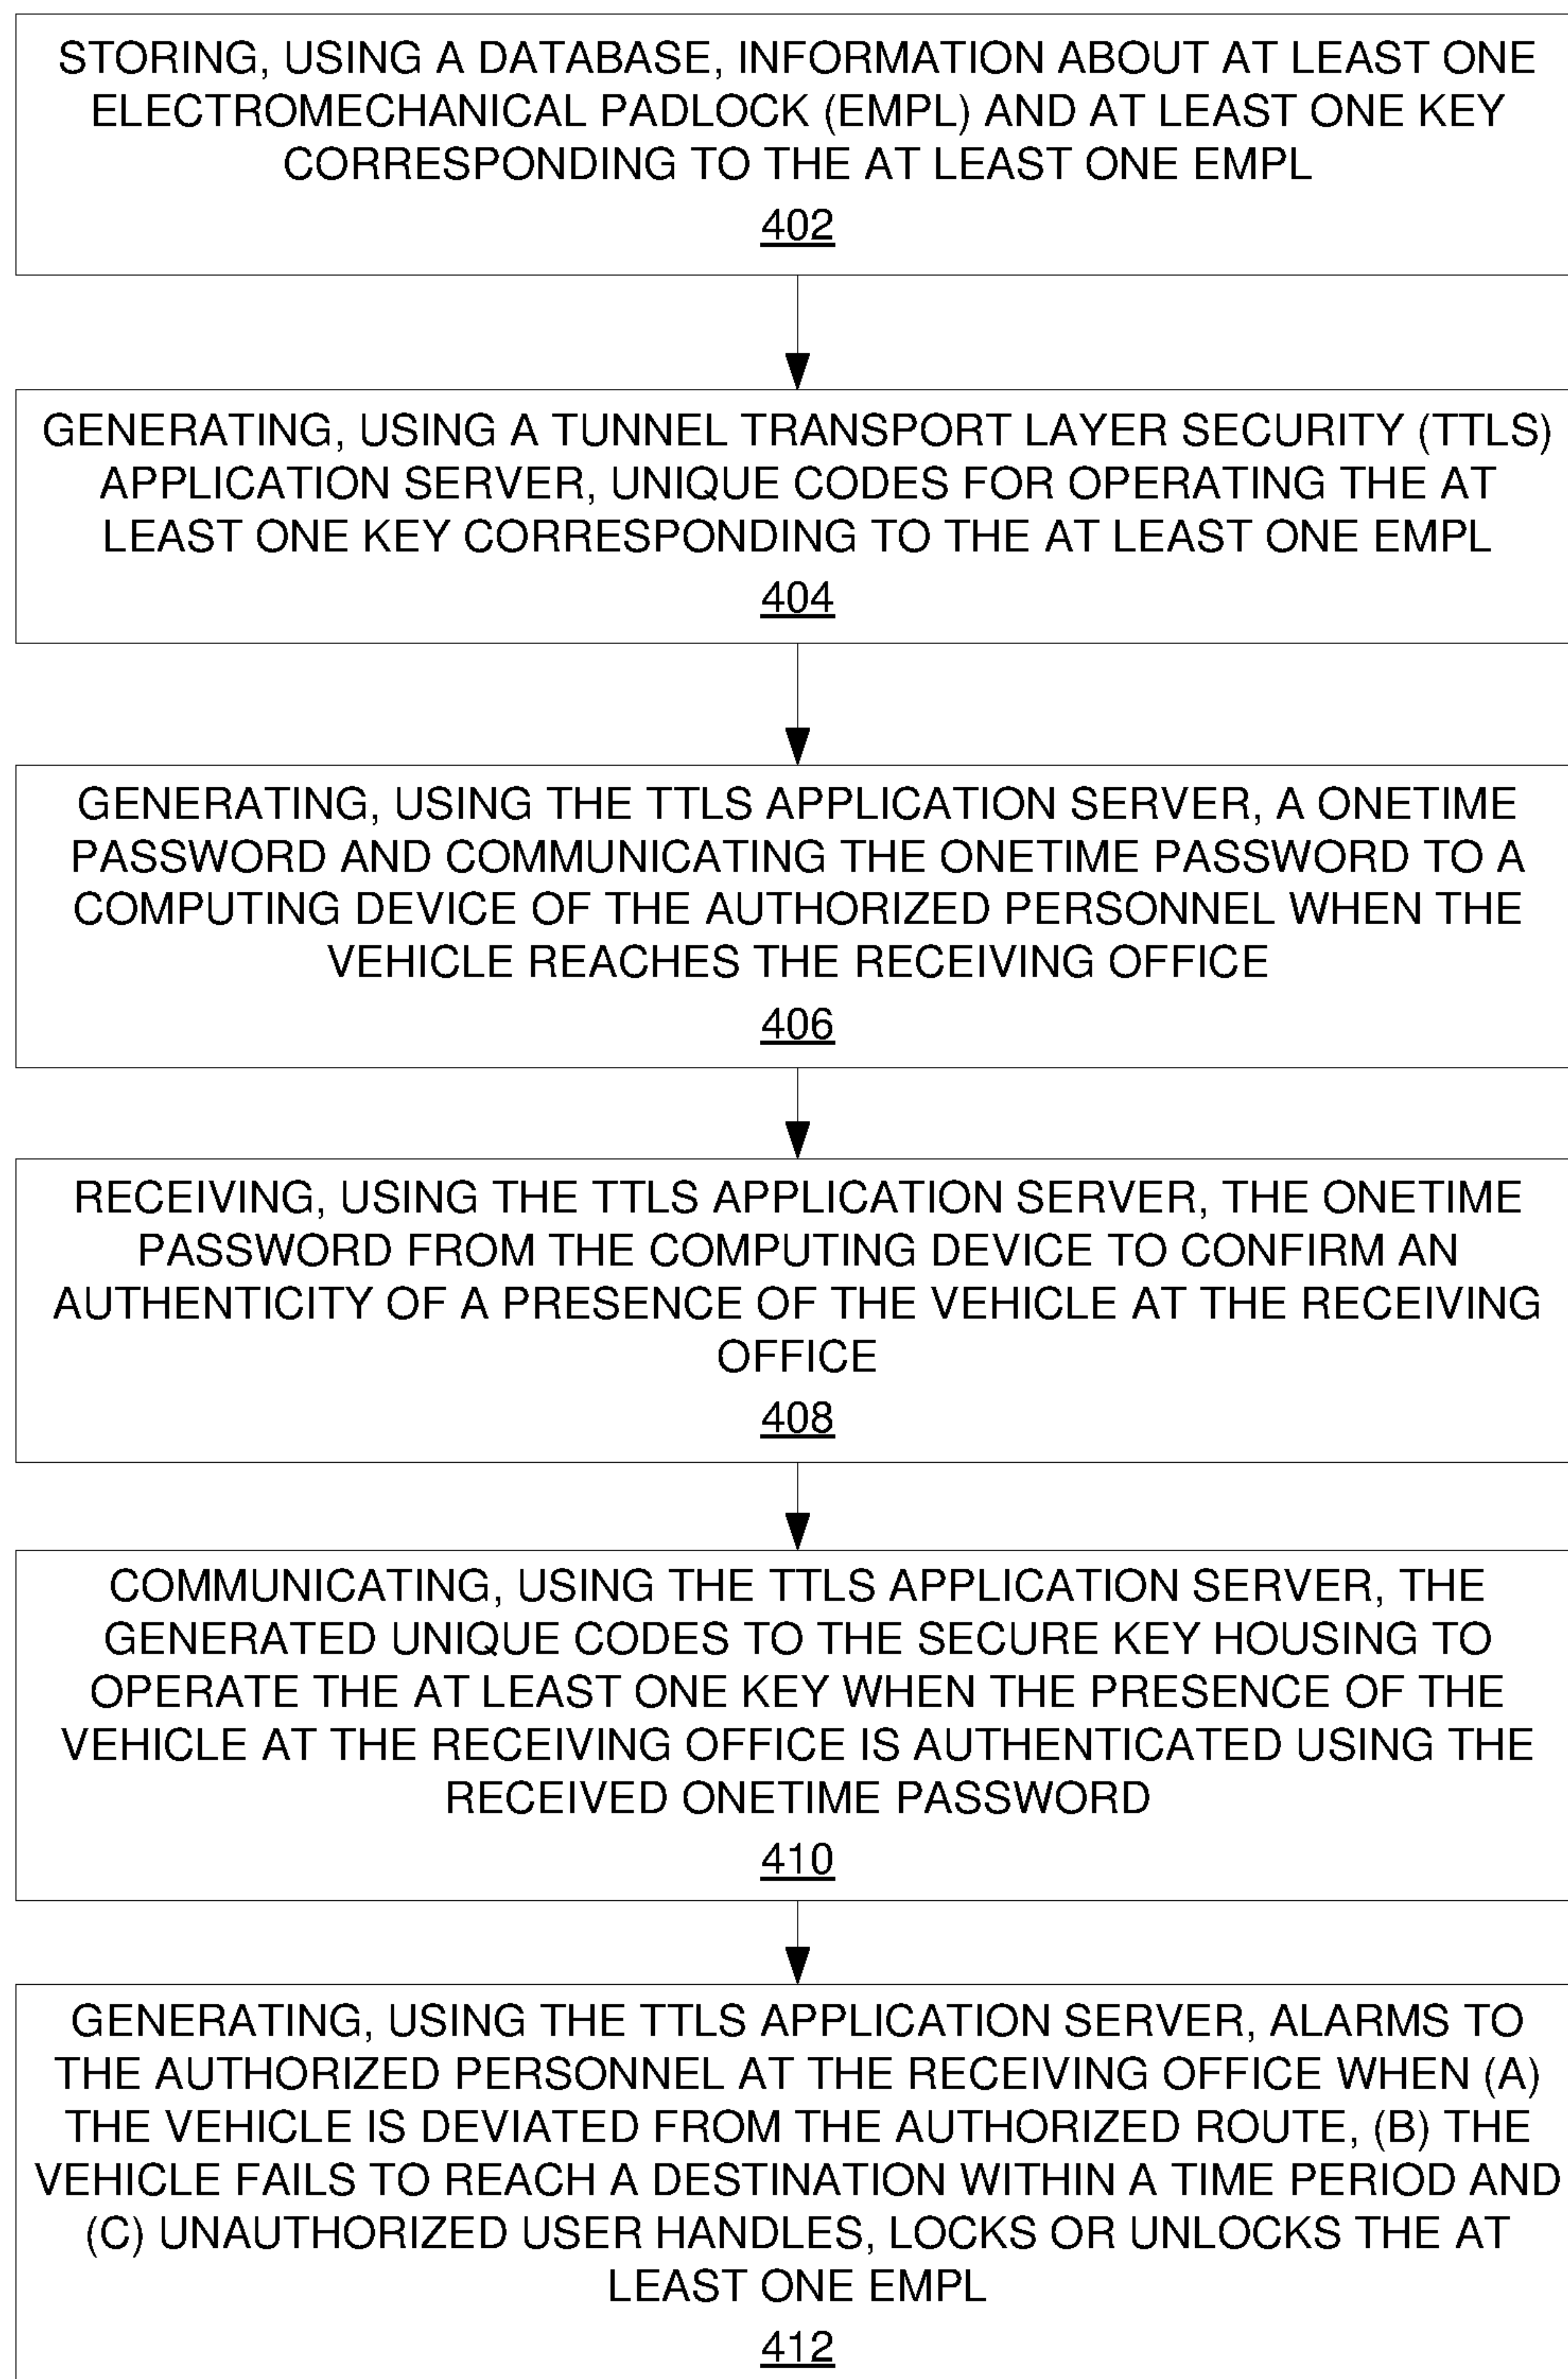 STORING, USING A DATABASE, INFORMATION ABOUT AT LEAST ONE
ELECTROMECHANICAL PADLOCK (EMPL) AND AT LEAST ONE KEY
CORRESPONDING TO THE AT LEAST ONE EMPL
402
GENERATING, USING A TUNNEL TRANSPORT LAYER SECURITY (TTLS)
APPLICATION SERVER, UNIQUE CODES FOR OPERATING THE AT
LEAST ONE KEY CORRESPONDING TO THE AT LEAST ONE EMPL
404
GENERATING, USING THE TTLS APPLICATION SERVER, A ONETIME
PASSWORD AND COMMUNICATING THE ONETIME PASSWORD TO A
COMPUTING DEVICE OF THE AUTHORIZED PERSONNEL WHEN THE
VEHICLE REACHES THE RECEIVING OFFICE
406
RECEIVING, USING THE TTLS APPLICATION SERVER, THE ONETIME
PASSWORD FROM THE COMPUTING DEVICE TO CONFIRM AN
AUTHENTICITY OF A PRESENCE OF THE VEHICLE AT THE RECEIVING
OFFICE
408
COMMUNICATING, USING THE TTLS APPLICATION SERVER, THE
GENERATED UNIQUE CODES TO THE SECURE KEY HOUSING TO
OPERATE THE AT LEAST ONE KEY WHEN THE PRESENCE OF THE
VEHICLE AT THE RECEIVING OFFICE IS AUTHENTICATED USING THE
RECEIVED ONETIME PASSWORD
410
GENERATING, USING THE TTLS APPLICATION SERVER, ALARMS TO
THE AUTHORIZED PERSONNEL AT THE RECEIVING OFFICE WHEN (A)
THE VEHICLE IS DEVIATED FROM THE AUTHORIZED ROUTE, (B) THE
VEHICLE FAILS TO REACH A DESTINATION WITHIN A TIME PERIOD AND
(C) UNAUTHORIZED USER HANDLES, LOCKS OR UNLOCKS THE AT
LEAST ONE EMPL
412